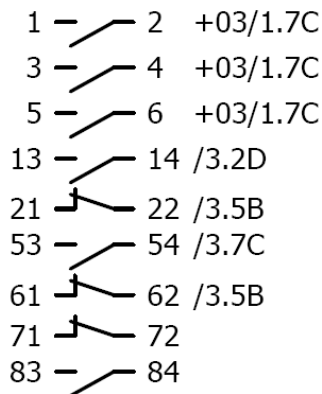 1 2 +03/1.7C
3 4 +03/1.7C
5 6 +03/1.7C
13 14 /3.2D
21 22 /3.5B
53 54 /3.7C
61 62 /3.5B
71 72
83 84